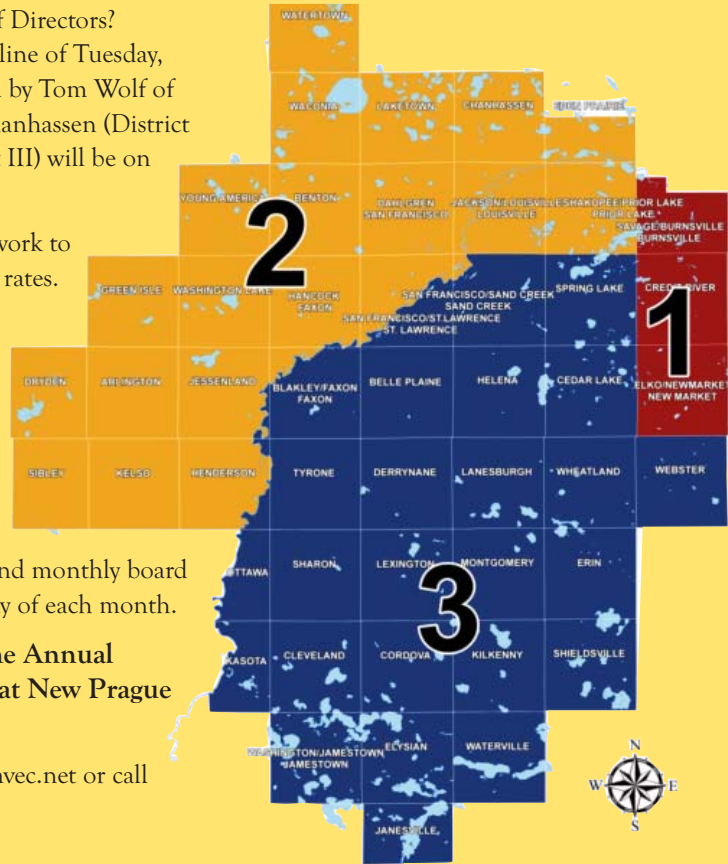 f Directors?
line of Tuesday,
by Tom Wolf of
anhassen (District
III) will be on
work to
rates.
nd monthly board
y of each month.
ne Annual
at New Prague
vec.net or call
WATERTOWN
WACONIA
LAKETOWN
CHANHASSEN
EDEN PRAIRIE
YOUNG AMERICA
BENTON
DAHLGREN
SAN FRANCISCO
JACKSON/LOUISVILLE
LOUISVILLE
SHAKOPEE/PRIOR LAKE
PRIOR LAKE
SAVAGE/BURNSVILLE
BURNSVILLE
2
GREEN ISLE
WASHINGTON LAKE
HANCOCK
FAXON
SAN FRANCISCO/SAND CREEK
SAND CREEK
SAN FRANCISCO/ST.LAWRENCE
ST. LAWRENCE
SPRING LAKE
CREDIT RIVER
1
DRYDEN
ARLINGTON
JESSENLAND
BLAKLEY/FAXON
FAXON
BELLE PLAINE
HELENA
CEDAR LAKE
ELKO/NEWMARKET
NEW MARKET
SIBLEY
KELSO
HENDERSON
TYRONE
DERRYNANE
LANESBURGH
WHEATLAND
WEBSTER
OTTAWA
SHARON
LEXINGTON
MONTGOMERY
ERIN
3
KASOTA
CLEVELAND
CORDOVA
KILKENNY
SHIELDSVILLE
WASHINGTON/JAMESTOWN
JAMESTOWN
ELYSIAN
WATERVILLE
JANESVILLE
N
W E
S